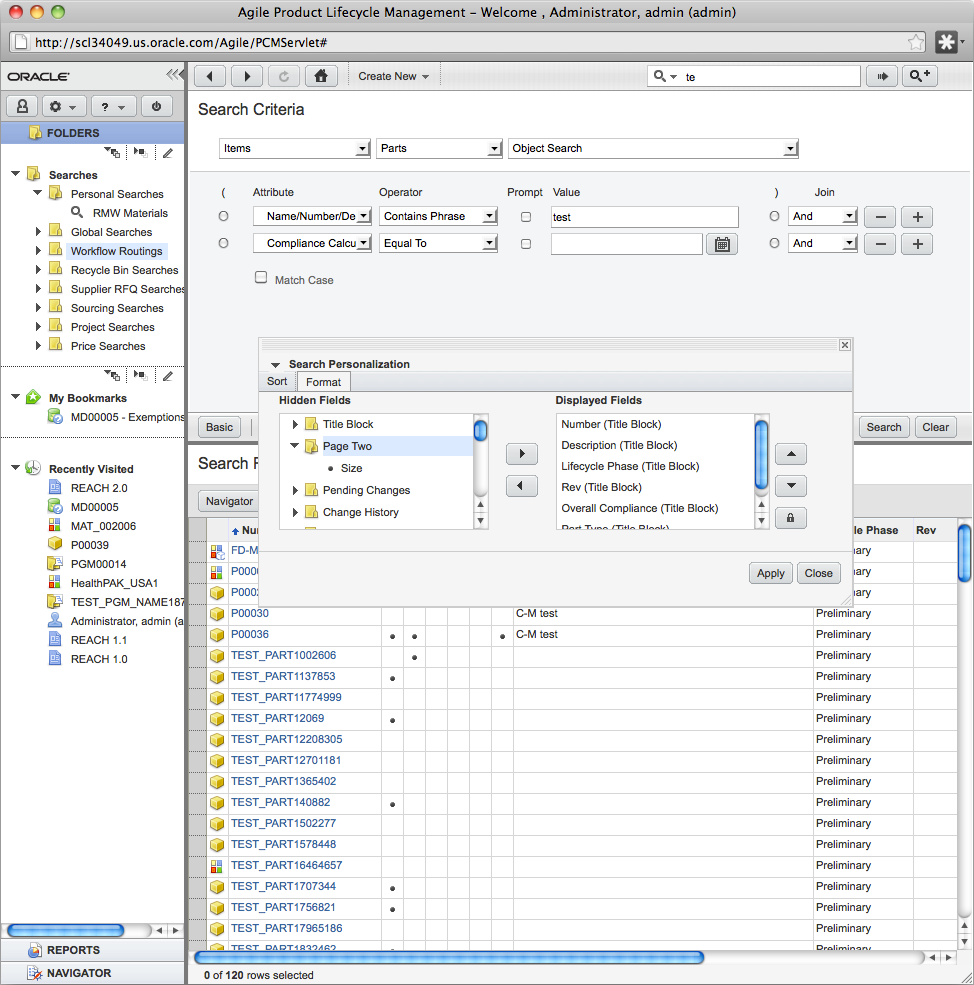 Agile Product Lifecycle Management - Welcome , Administrator, admin (admin)
http://scl34049.us.oracle.com/Agile/PCMServlet#
ORACLE
Create New
te
? 
FOLDERS
Searches
Personal Searches
RMW Materials
Global Searches
Workflow Routings
Recycle Bin Searches
Supplier RFQ Searches
Sourcing Searches
Project Searches
Price Searches
My Bookmarks
MD00005 - Exemptions
Recently Visited
REACH 2.0
MD00005
MAT_002006
P00039
PGM00014
HealthPAK_USA1
TEST_PGM_NAME187
Administrator, admin (a
REACH 1.1
REACH 1.0
REPORTS
NAVIGATOR
Search Criteria
Items Parts Object Search
( Attribute Operator Prompt Value ) Join
Name/Number/De Contains Phrase test And
Compliance Calcu Equal To And
Match Case
Basic Search Clear
Search Personalization
Sort Format
Hidden Fields Displayed Fields
Title Block
Page Two
Size
Pending Changes
Change History
Number (Title Block)
Description (Title Block)
Lifecycle Phase (Title Block)
Rev (Title Block)
Overall Compliance (Title Block)
Part Type (Title Block)
Apply Close
Search
Navigator
Nu le Phase Rev
FD-M nary
P000 nary
P000 nary
P00030 C-M test Preliminary
P00036 C-M test Preliminary
TEST_PART1002606 Preliminary
TEST_PART1137853 Preliminary
TEST_PART11774999 Preliminary
TEST_PART12069 Preliminary
TEST_PART12208305 Preliminary
TEST_PART12701181 Preliminary
TEST_PART1365402 Preliminary
TEST_PART140882 Preliminary
TEST_PART1502277 Preliminary
TEST_PART1578448 Preliminary
TEST_PART16464657 Preliminary
TEST_PART1707344 Preliminary
TEST_PART1756821 Preliminary
TEST_PART17965186 Preliminary
TEST_PART1832462 Preliminary
0 of 120 rows selected